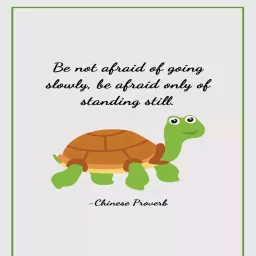 Be not afraid of going
slowly, be afraid only of
standing still.
-Chinese Proverb